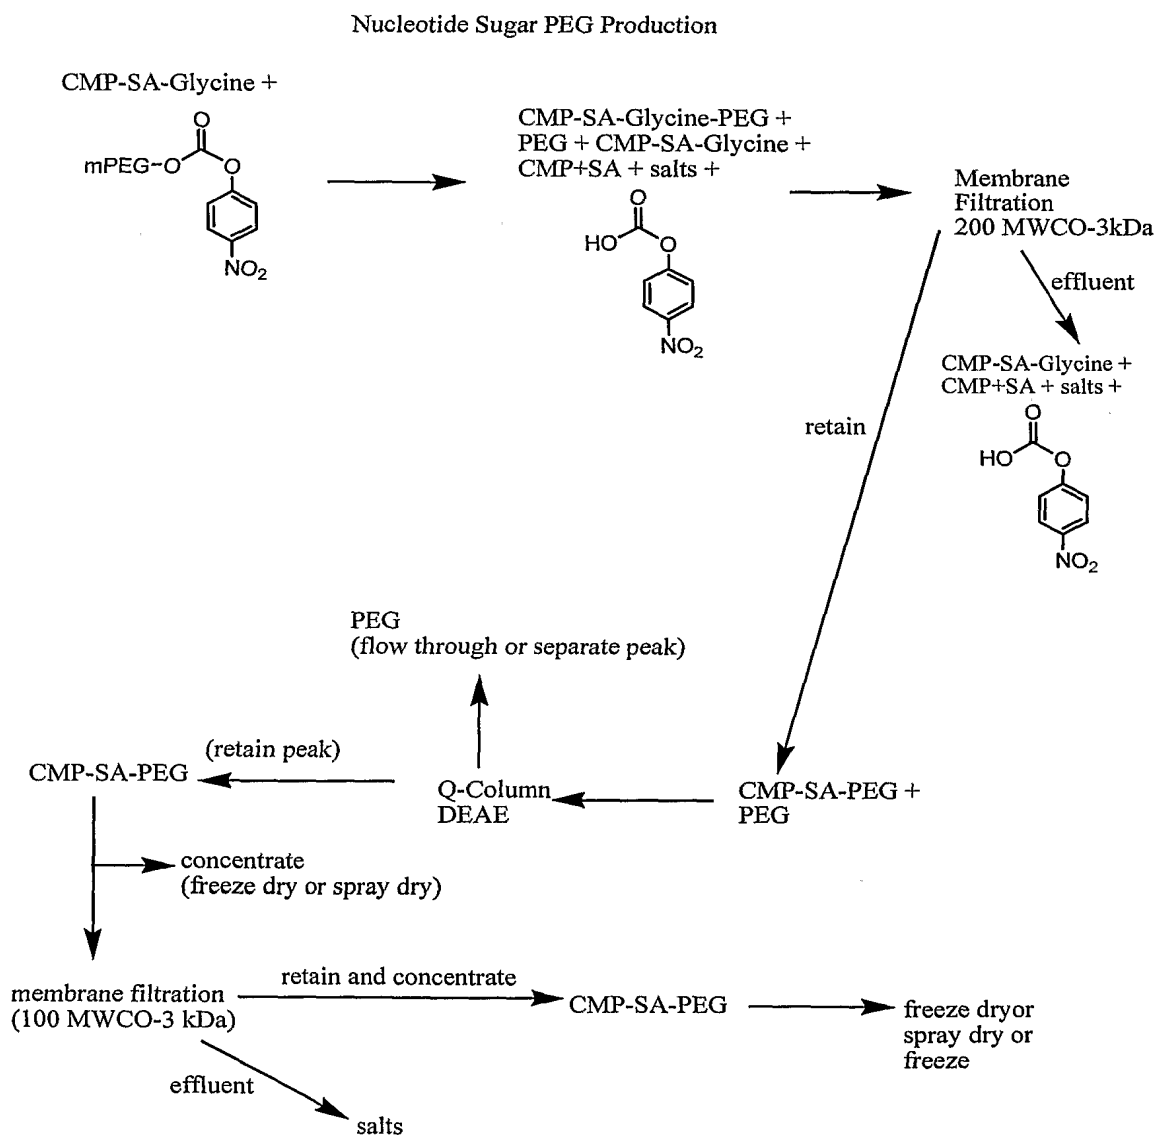 Nucleotide Sugar PEG Production
CMP-SA-Glycine +
O
mPEG-O
O
NO2
CMP-SA-Glycine-PEG +
PEG + CMP-SA-Glycine +
CMP+SA + salts +
O
HO
O
NO2
Membrane
Filtration
200 MWCO-3kDa
effluent
CMP-SA-Glycine +
CMP+SA + salts +
O
HO
O
NO2
retain
PEG
(flow through or separate peak)
(retain peak)
CMP-SA-PEG
Q-Column
DEAE
CMP-SA-PEG +
PEG
concentrate
(freeze dry or spray dry)
membrane filtration
(100 MWCO-3 kDa)
retain and concentrate
CMP-SA-PEG
freeze dryor
spray dry or
freeze
effluent
salts